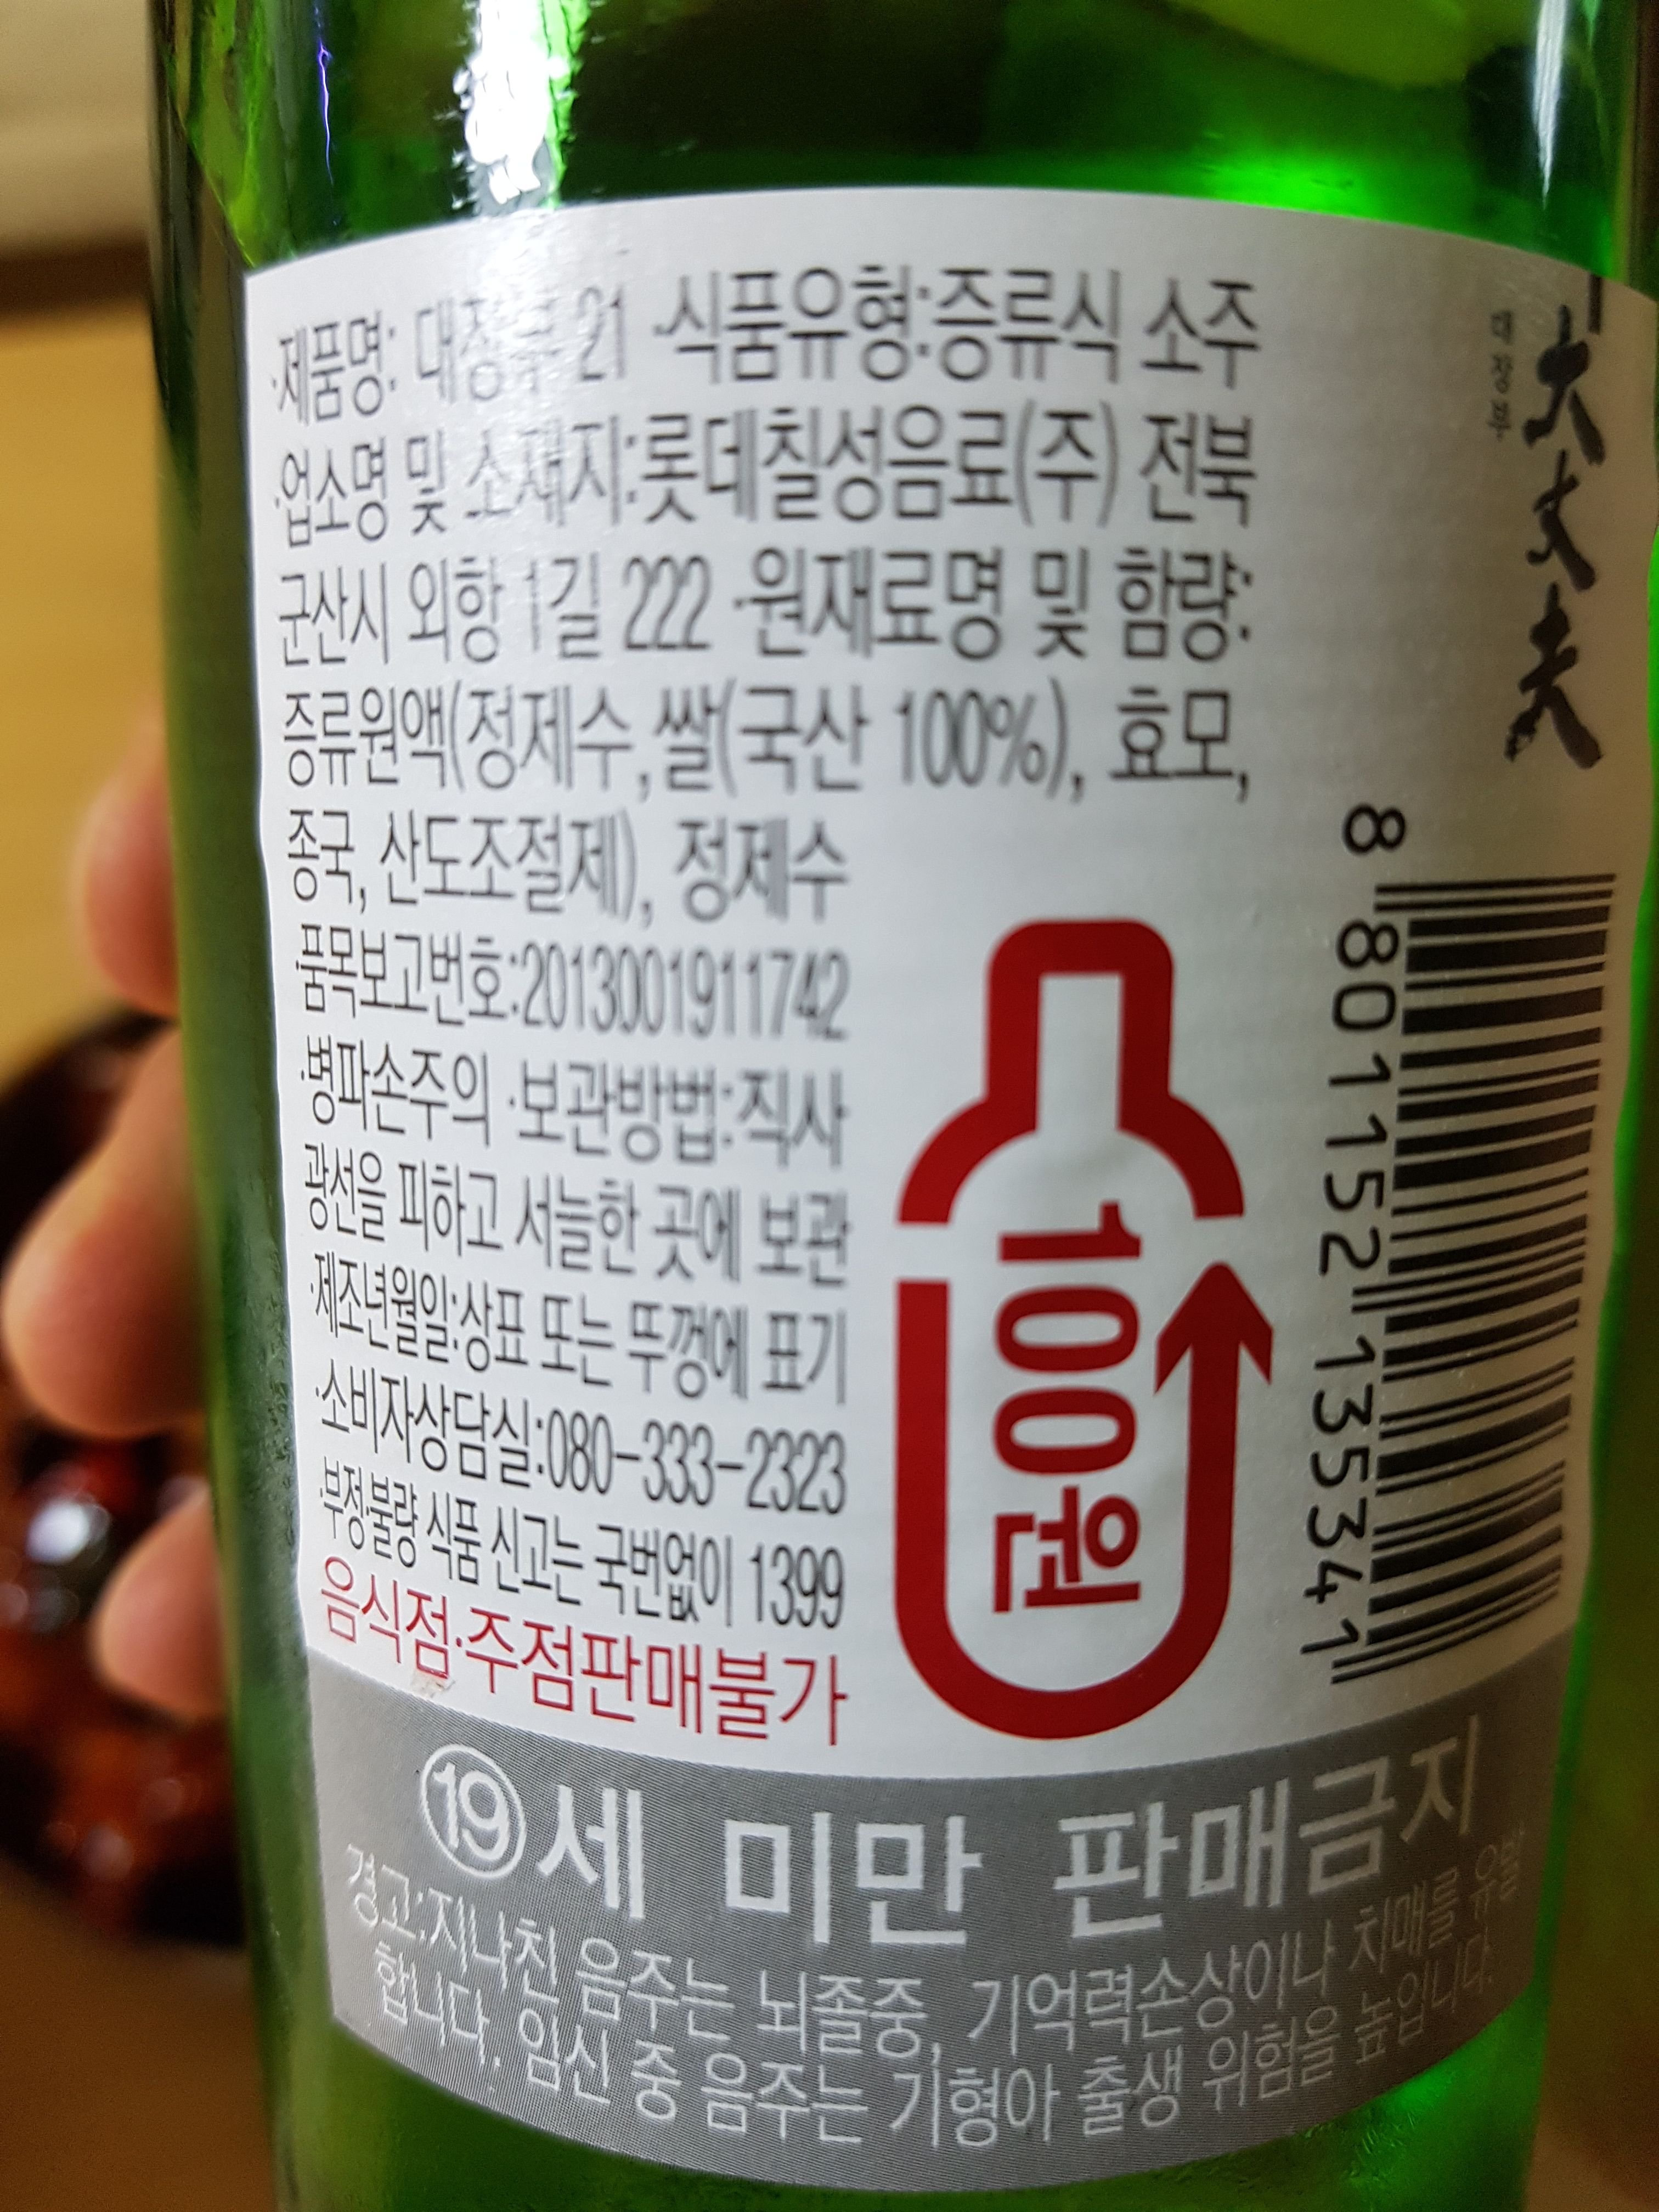 ·제품명: 대장부 21 ·식품유형:증류식 소주
·업소명 및 소재지:롯데칠성음료(주) 전북
군산시 외항 1길 222 ·원재료명 및 함량:
증류원액(정제수,쌀(국산 100%), 효모,
종국, 산도조절제), 정제수
·품목보고번호:2013001911742
·병파손주의 ·보관방법:직사
광선을 피하고 서늘한 곳에 보관
·제조년월일:상표 또는 뚜껑에 표기
·소비자상담실:080-333-2323
·부정·불량 식품 신고는 국번없이 1399
음식점·주점판매불가
100원
大丈夫
대장부
8 801152 135341
19세 미만 판매금지
경고:지나친 음주는 뇌졸중, 기억력손상이나 치매를 유발
합니다. 임신 중 음주는 기형아 출생 위험을 높입니다.